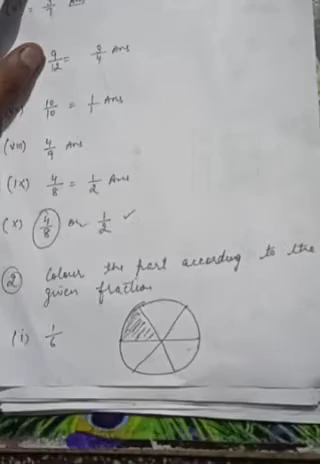 9/12 = 3/4 Ans
10/10 = 1/1 Ans
(VIII) 4/9 Ans
(IX) 4/8 = 1/2 Ans
(X) 4/8 or 1/2 ✓
② Colour the part according to the
given fraction
(i) 1/6